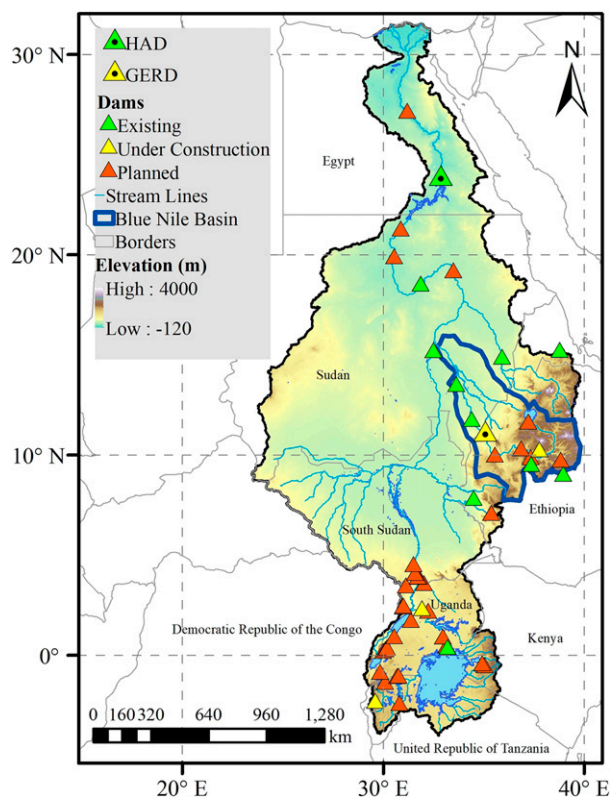 HAD
GERD
Dams
Existing
Under Construction
Planned
Stream Lines
Blue Nile Basin
Borders
Elevation (m)
High : 4000
Low : -120
N
30° N
20° N
10° N
0°
20° E
30° E
40° E
Egypt
Sudan
Ethiopia
South Sudan
Uganda
Democratic Republic of the Congo
Kenya
United Republic of Tanzania
0 160 320 640 960 1,280
km